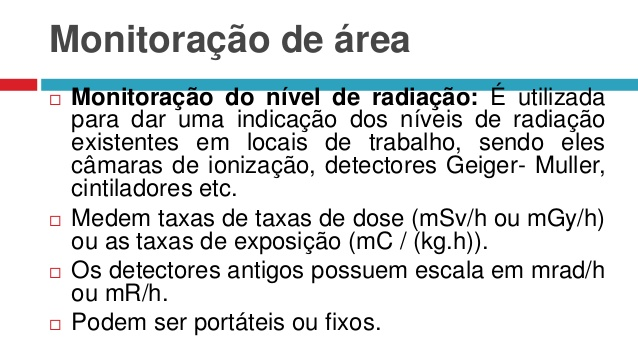 Monitoração de área
Monitoração do nível de radiação: É utilizada
para dar uma indicação dos níveis de radiação
existentes em locais de trabalho, sendo eles
câmaras de ionização, detectores Geiger- Muller,
cintiladores etc.
Medem taxas de taxas de dose (mSv/h ou mGy/h)
ou as taxas de exposição (mC / (kg.h)).
Os detectores antigos possuem escala em mrad/h
ou mR/h.
Podem ser portáteis ou fixos.